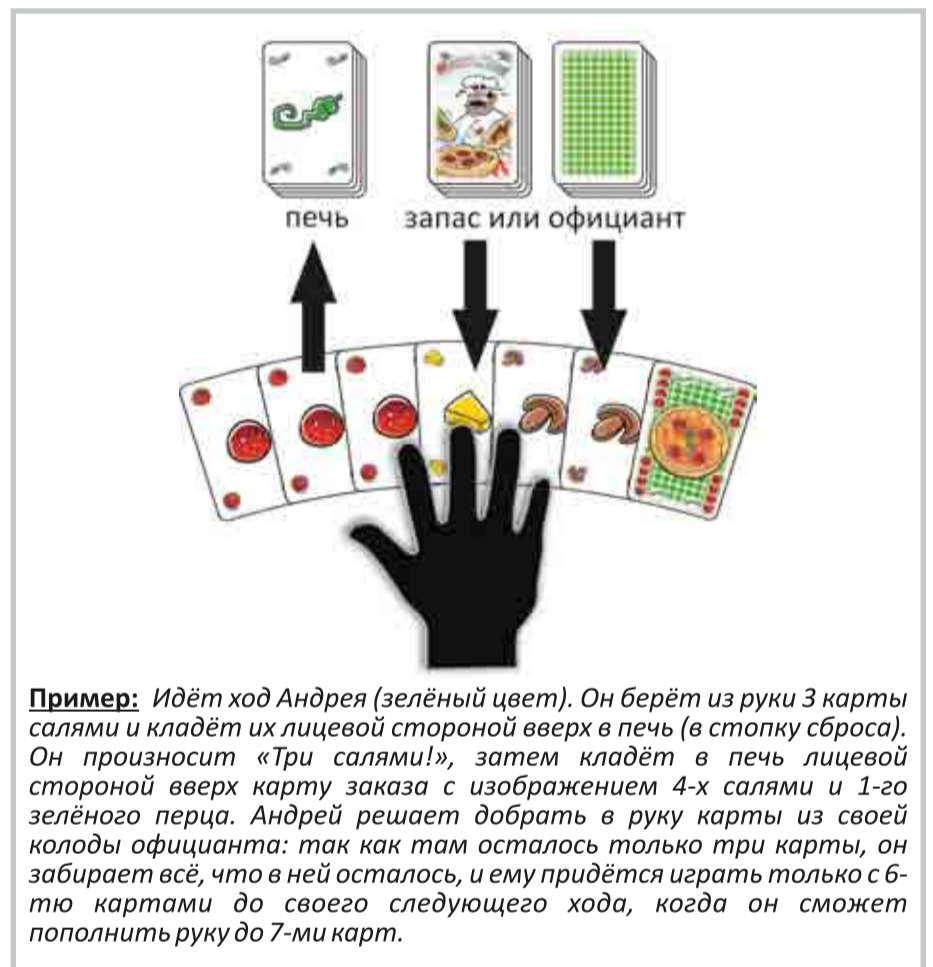 печь
запас или официант
Пример: Идёт ход Андрея (зелёный цвет). Он берёт из руки 3 карты
салями и кладёт их лицевой стороной вверх в печь (в стопку сброса).
Он произносит «Три салями!», затем кладёт в печь лицевой
стороной вверх карту заказа с изображением 4-х салями и 1-го
зелёного перца. Андрей решает добрать в руку карты из своей
колоды официанта: так как там осталось только три карты, он
забирает всё, что в ней осталось, и ему придётся играть только с 6-
тю картами до своего следующего хода, когда он сможет
пополнить руку до 7-ми карт.